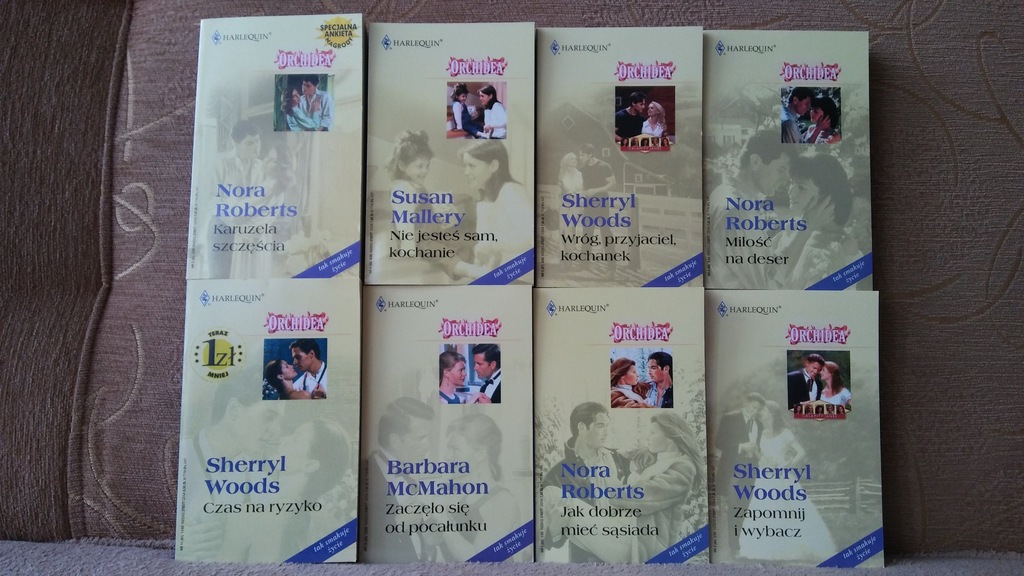 HARLEQUIN®
SPECJALNA
ANKIETA
NAGRODY
ORCHIDEA
Nora
Roberts
Karuzela
szczęścia
tak smakuje
życie
HARLEQUIN®
ORCHIDEA
Susan
Mallery
Nie jesteś sam,
kochanie
tak smakuje
życie
HARLEQUIN®
ORCHIDEA
Sherryl
Woods
Wróg, przyjaciel,
kochanek
tak smakuje
życie
HARLEQUIN®
ORCHIDEA
Nora
Roberts
Miłość
na deser
tak smakuje
życie
HARLEQUIN®
ORCHIDEA
TERAZ
1zł
MNIEJ
Sherryl
Woods
Czas na ryzyko
tak smakuje
życie
HARLEQUIN®
ORCHIDEA
Barbara
McMahon
Zaczęło się
od pocałunku
tak smakuje
życie
HARLEQUIN®
ORCHIDEA
Nora
Roberts
Jak dobrze
mieć sąsiada
tak smakuje
życie
HARLEQUIN®
ORCHIDEA
Sherryl
Woods
Zapomnij
i wybacz
tak smakuje
życie